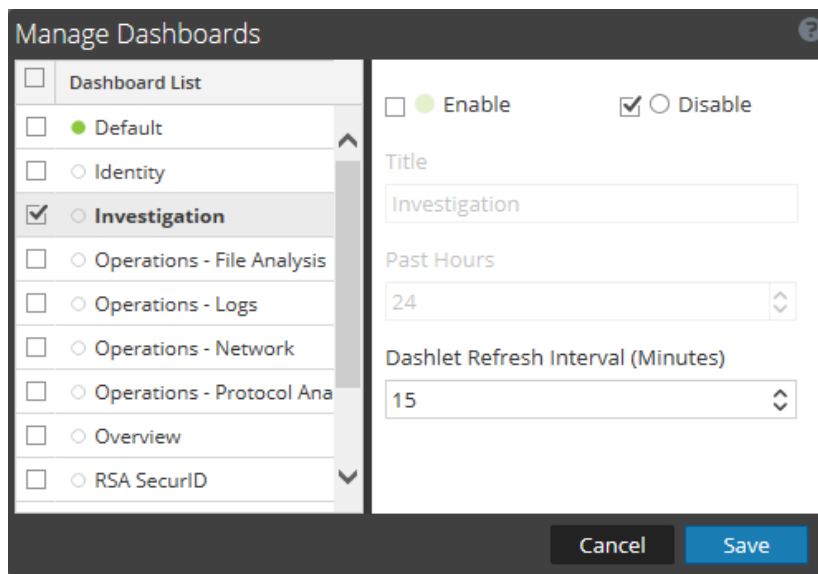 Manage Dashboards
?
Dashboard List
Default
Identity
Investigation
Operations - File Analysis
Operations - Logs
Operations - Network
Operations - Protocol Ana
Overview
RSA SecurID
Enable
Disable
Title
Investigation
Past Hours
24
Dashlet Refresh Interval (Minutes)
15
Cancel
Save